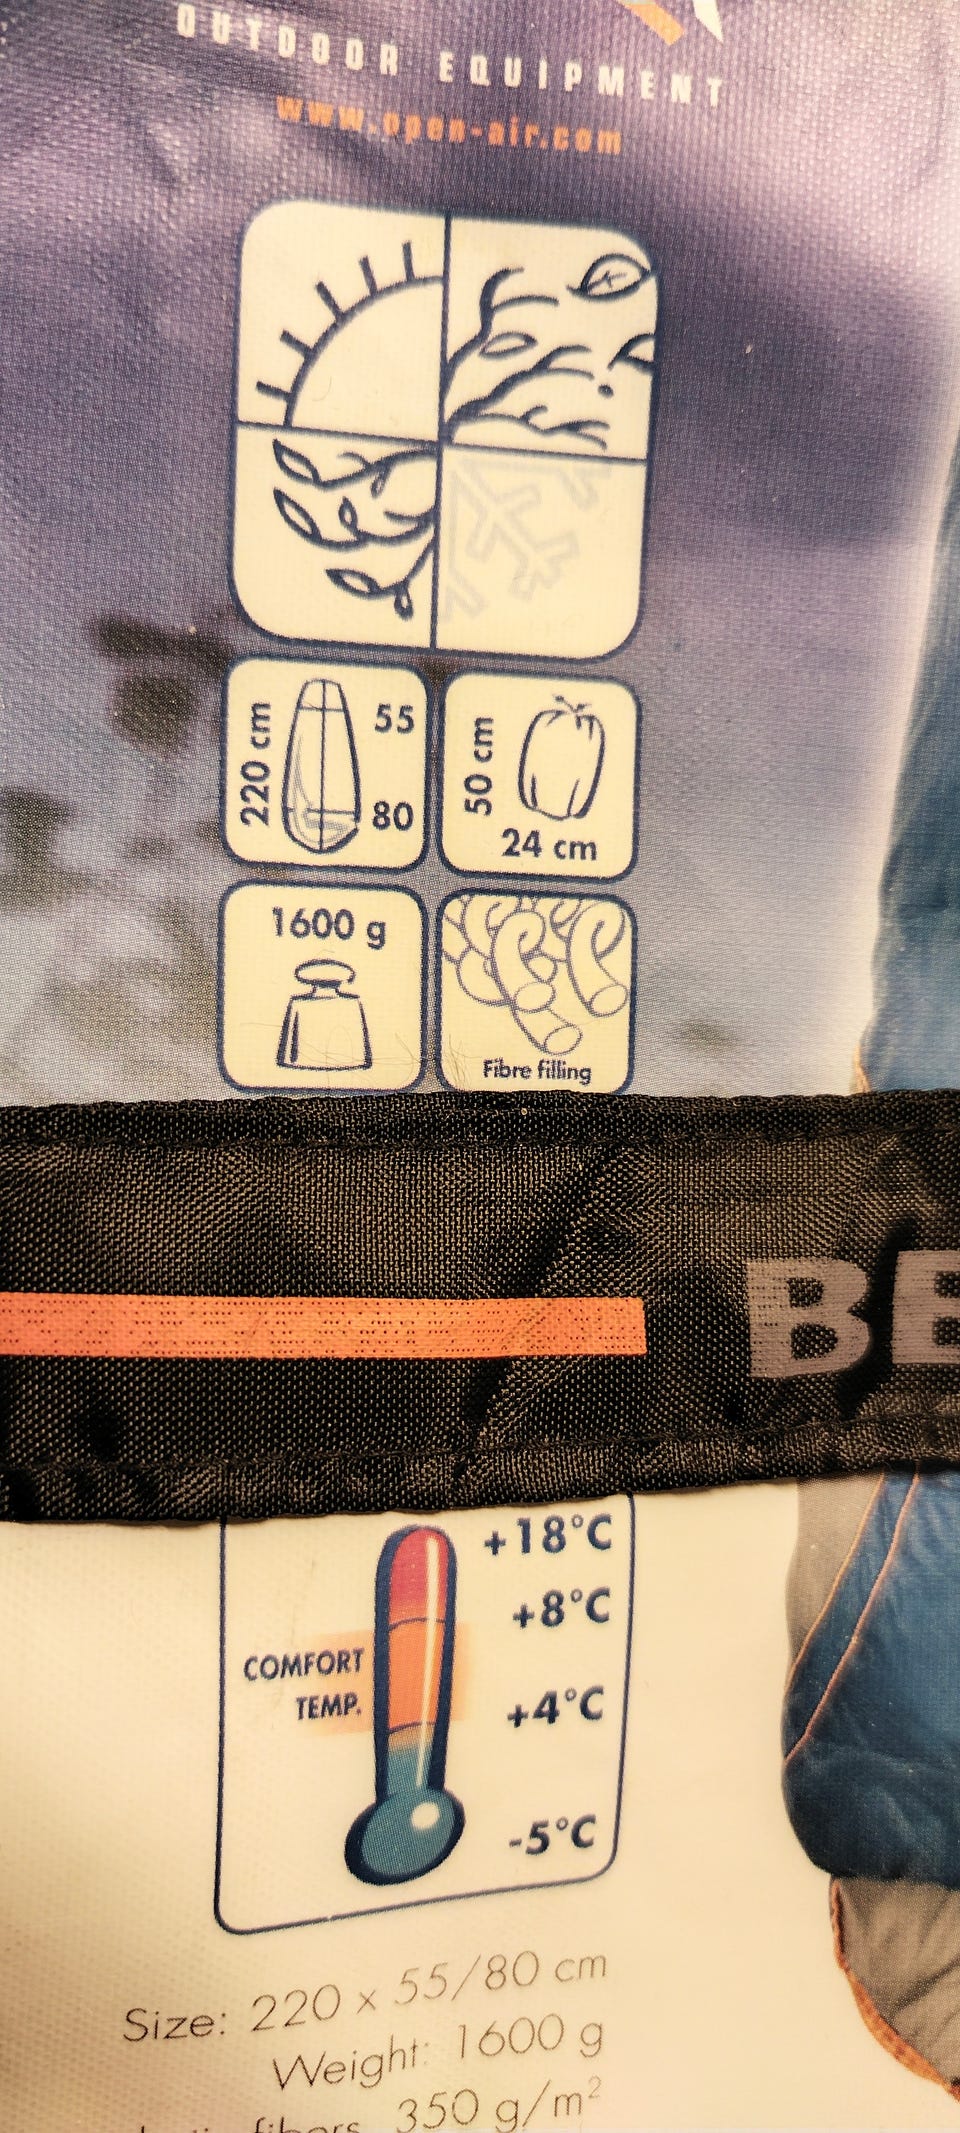 OUTDOOR EQUIPMENT
www.open-air.com
220 cm
55
80
50 cm
24 cm
1600 g
Fibre filling
BE
+18°C
+8°C
COMFORT
TEMP.
+4°C
-5°C
Size: 220 x 55/80 cm
Weight: 1600 g
fibers 350 g/m²